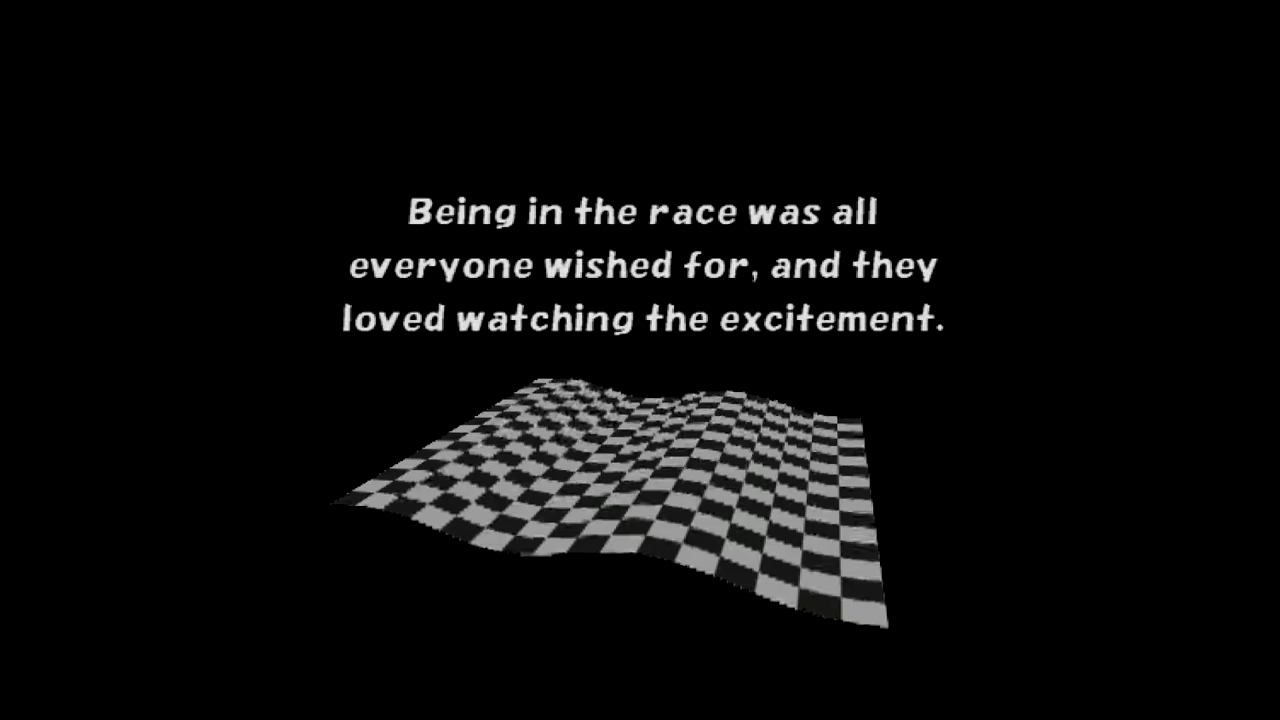 Being in the race was all
everyone wished for, and they
loved watching the excitement.